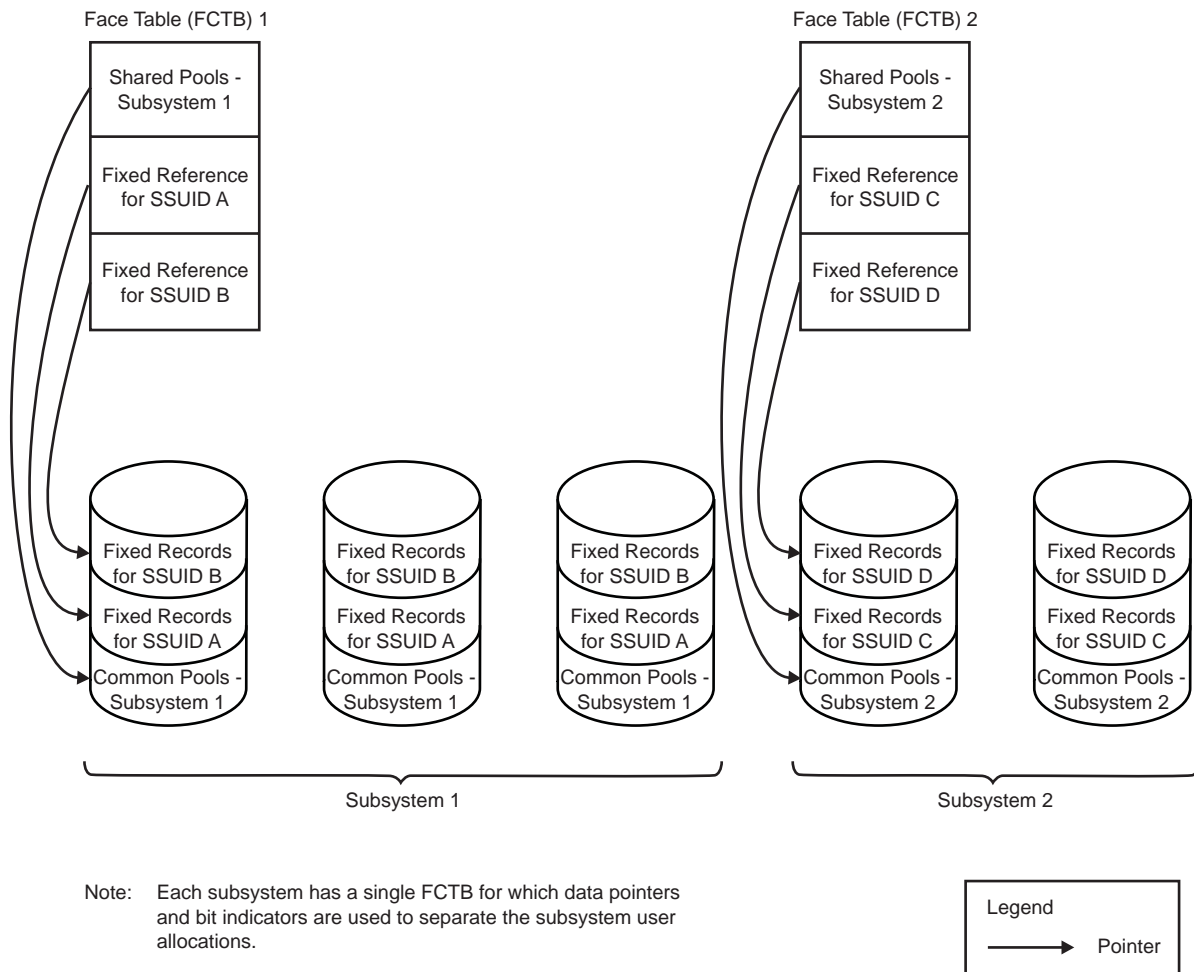 Face Table (FCTB) 1
Shared Pools -
Subsystem 1
Fixed Reference
for SSUID A
Fixed Reference
for SSUID B
Face Table (FCTB) 2
Shared Pools -
Subsystem 2
Fixed Reference
for SSUID C
Fixed Reference
for SSUID D
Fixed Records
for SSUID B
Fixed Records
for SSUID A
Common Pools -
Subsystem 1
Fixed Records
for SSUID B
Fixed Records
for SSUID A
Common Pools -
Subsystem 1
Fixed Records
for SSUID B
Fixed Records
for SSUID A
Common Pools -
Subsystem 1
Fixed Records
for SSUID D
Fixed Records
for SSUID C
Common Pools -
Subsystem 2
Fixed Records
for SSUID D
Fixed Records
for SSUID C
Common Pools -
Subsystem 2
Subsystem 1
Subsystem 2
Note: Each subsystem has a single FCTB for which data pointers
and bit indicators are used to separate the subsystem user
allocations.
Legend
Pointer